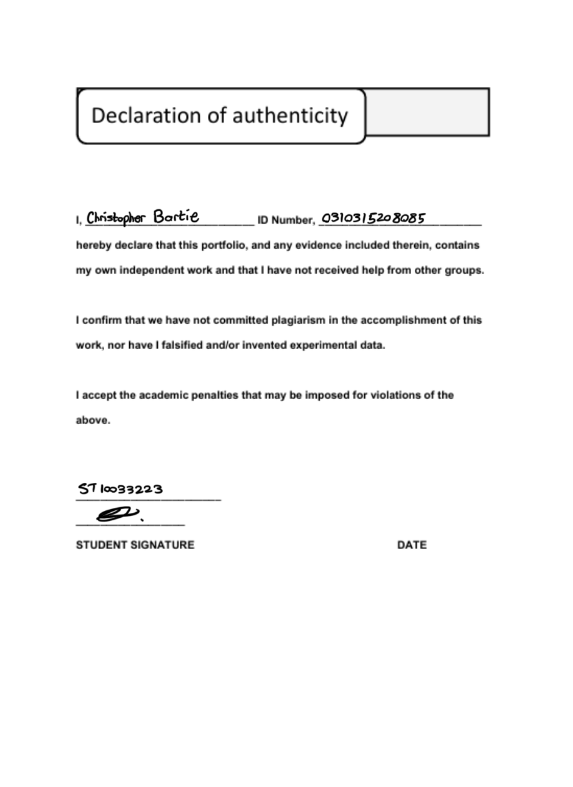 Declaration of authenticity
I, Christopher Bartie ID Number, 0310315208085
hereby declare that this portfolio, and any evidence included therein, contains
my own independent work and that I have not received help from other groups.
I confirm that we have not committed plagiarism in the accomplishment of this
work, nor have I falsified and/or invented experimental data.
I accept the academic penalties that may be imposed for violations of the
above.
ST10033223
STUDENT SIGNATURE DATE